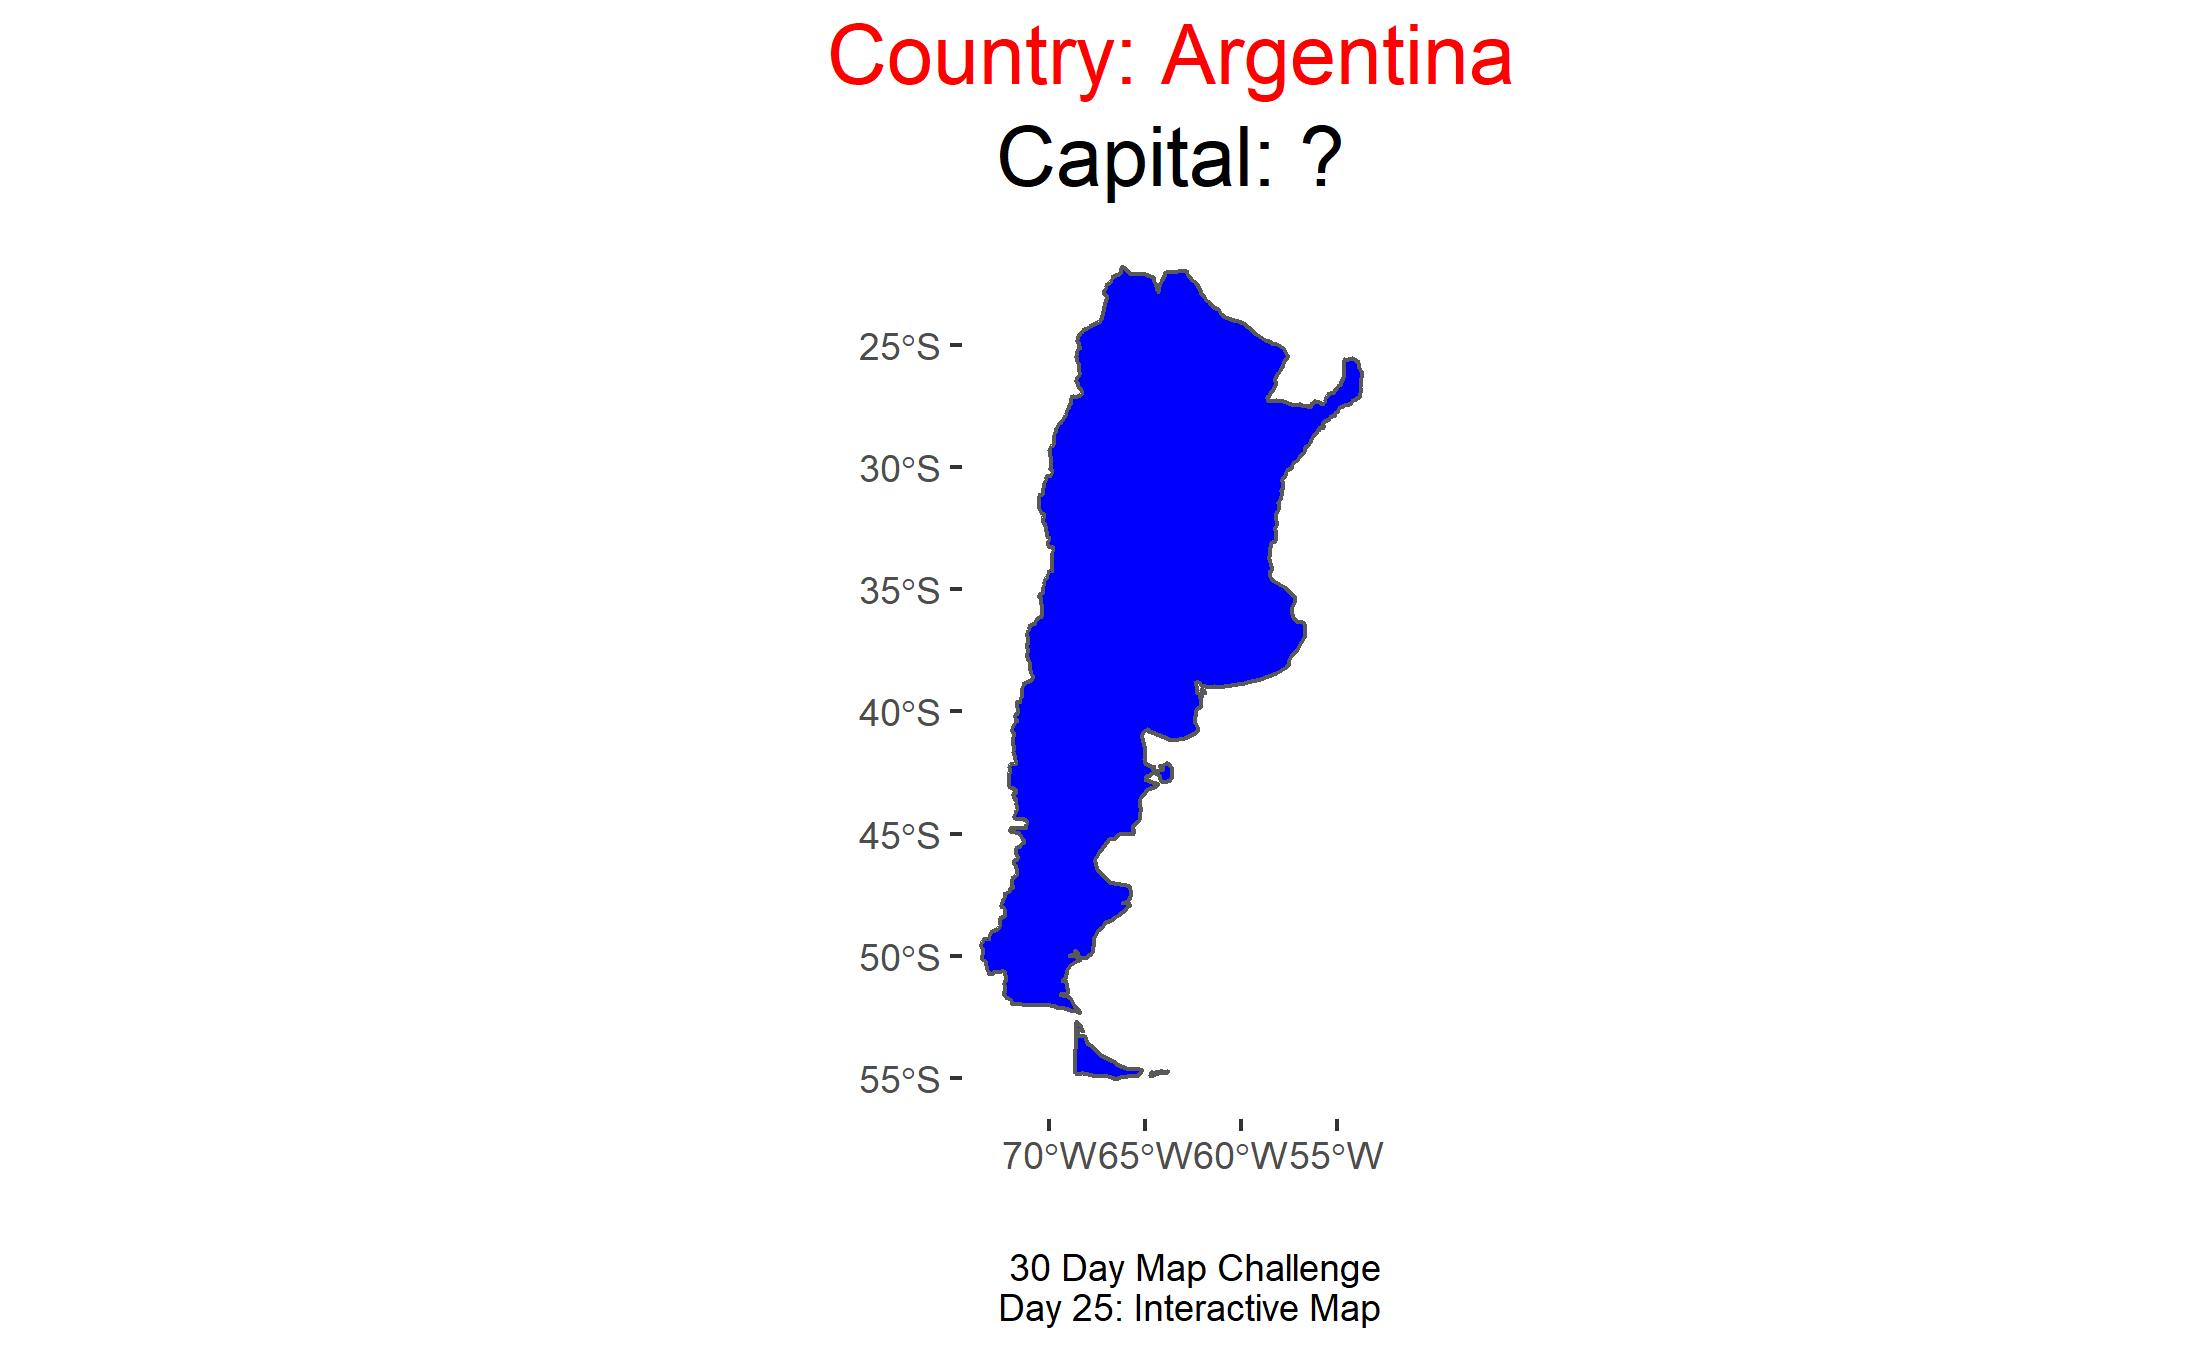 Country: Argentina
Capital: ?
25°S
30°S
35°S
40°S
45°S
50°S
55°S
70°W65°W60°W55°W
30 Day Map Challenge
Day 25: Interactive Map